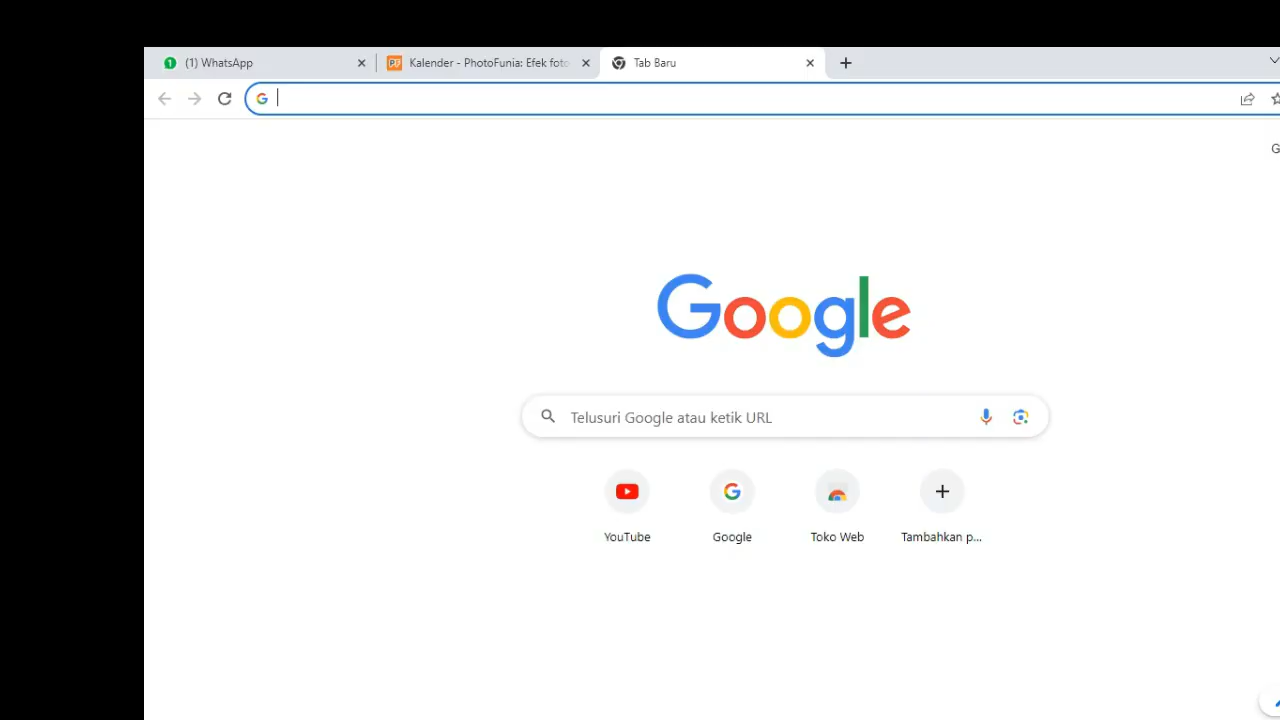 (1) WhatsApp
Kalender - PhotoFunia: Efek foto
Tab Baru
G
Google
Telusuri Google atau ketik URL
YouTube
Google
Toko Web
Tambahkan p...